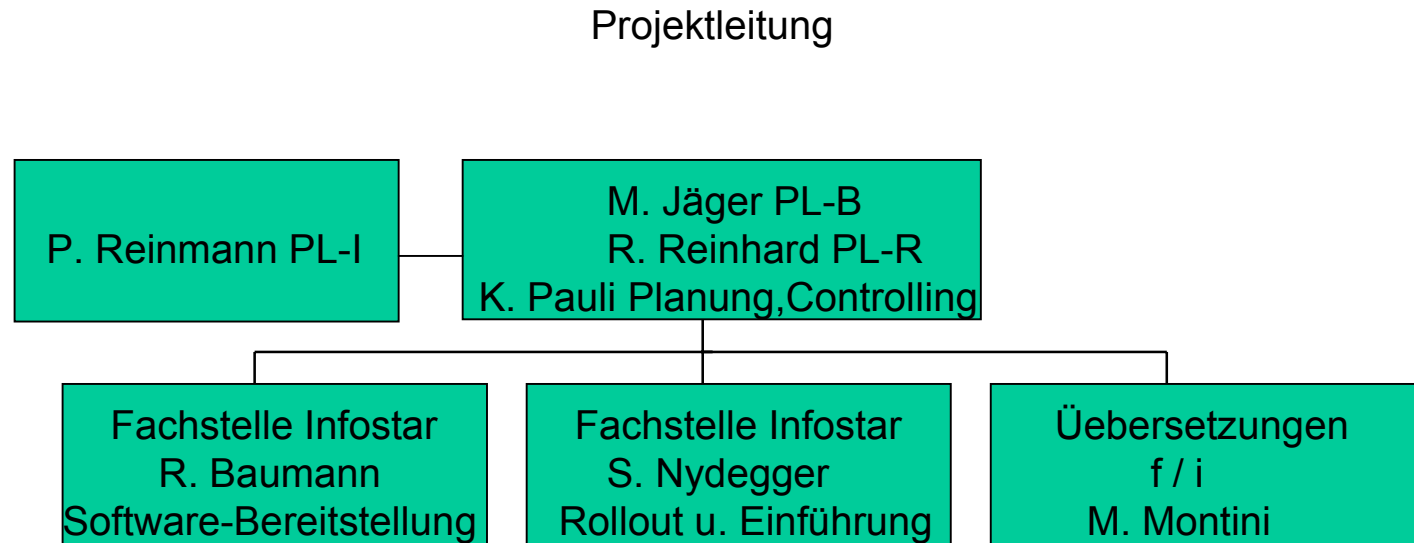 Projektleitung
P. Reinmann PL-I
M. Jäger PL-B
R. Reinhard PL-R
K. Pauli Planung,Controlling
Fachstelle Infostar
R. Baumann
Software-Bereitstellung
Fachstelle Infostar
S. Nydegger
Rollout u. Einführung
Üebersetzungen
f / i
M. Montini